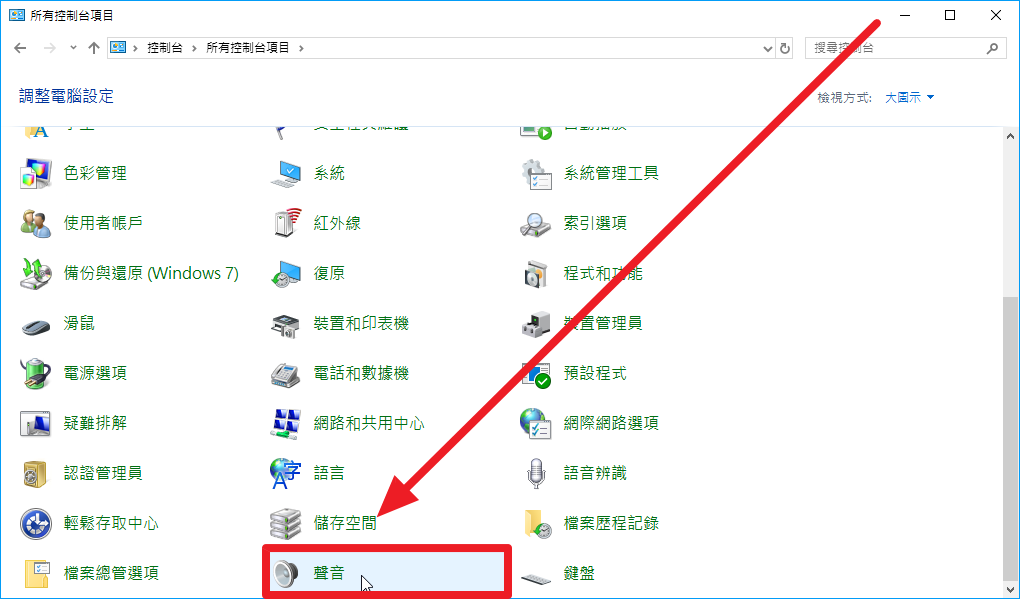 所有控制台項目
控制台 所有控制台項目
搜尋控制台
調整電腦設定
檢視方式: 大圖示
色彩管理 系統 系統管理工具
使用者帳戶 紅外線 索引選項
備份與還原 (Windows 7) 復原 程式和功能
滑鼠 裝置和印表機 裝置管理員
電源選項 電話和數據機 預設程式
疑難排解 網路和共用中心 網際網路選項
認證管理員 語言 語音辨識
輕鬆存取中心 儲存空間 檔案歷程記錄
檔案總管選項 聲音 鍵盤